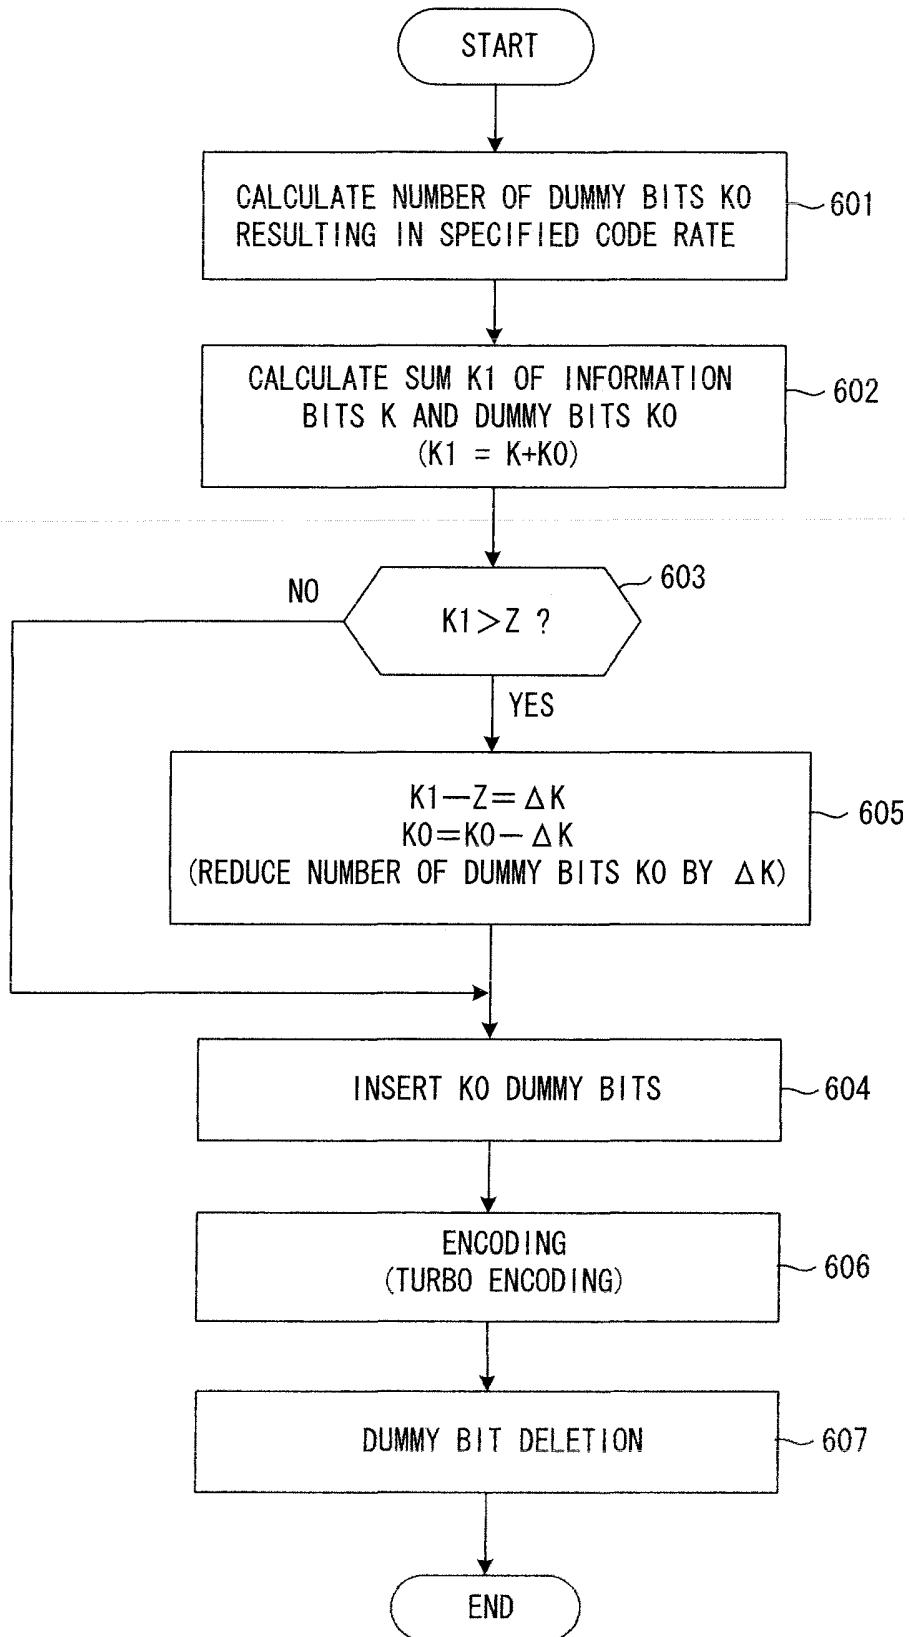 START
CALCULATE NUMBER OF DUMMY BITS K0
RESULTING IN SPECIFIED CODE RATE
601
CALCULATE SUM K1 OF INFORMATION
BITS K AND DUMMY BITS K0
(K1 = K+K0)
602
603
NO
K1>Z ?
YES
K1−Z=ΔK
K0=K0−ΔK
(REDUCE NUMBER OF DUMMY BITS K0 BY ΔK)
605
INSERT K0 DUMMY BITS
604
ENCODING
(TURBO ENCODING)
606
DUMMY BIT DELETION
607
END